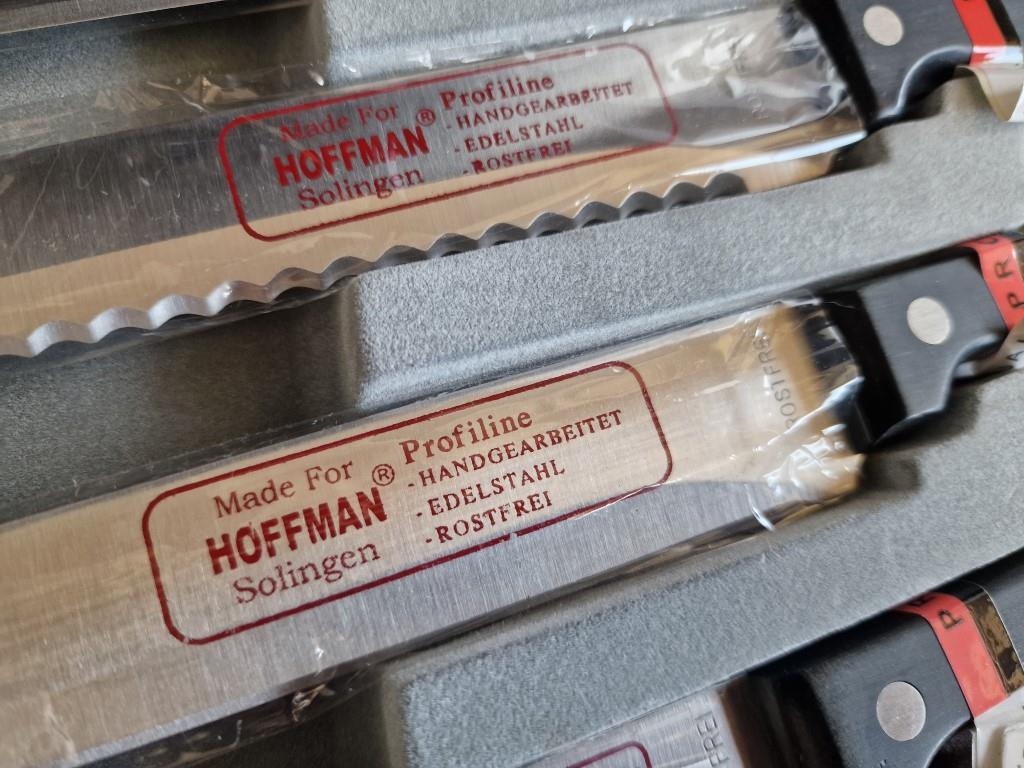 Made For
HOFFMAN ®
Solingen
Profiline
- HANDGEARBEITET
- EDELSTAHL
- ROSTFREI
Made For
HOFFMAN ®
Solingen
Profiline
- HANDGEARBEITET
- EDELSTAHL
- ROSTFREI
ROSTFREI